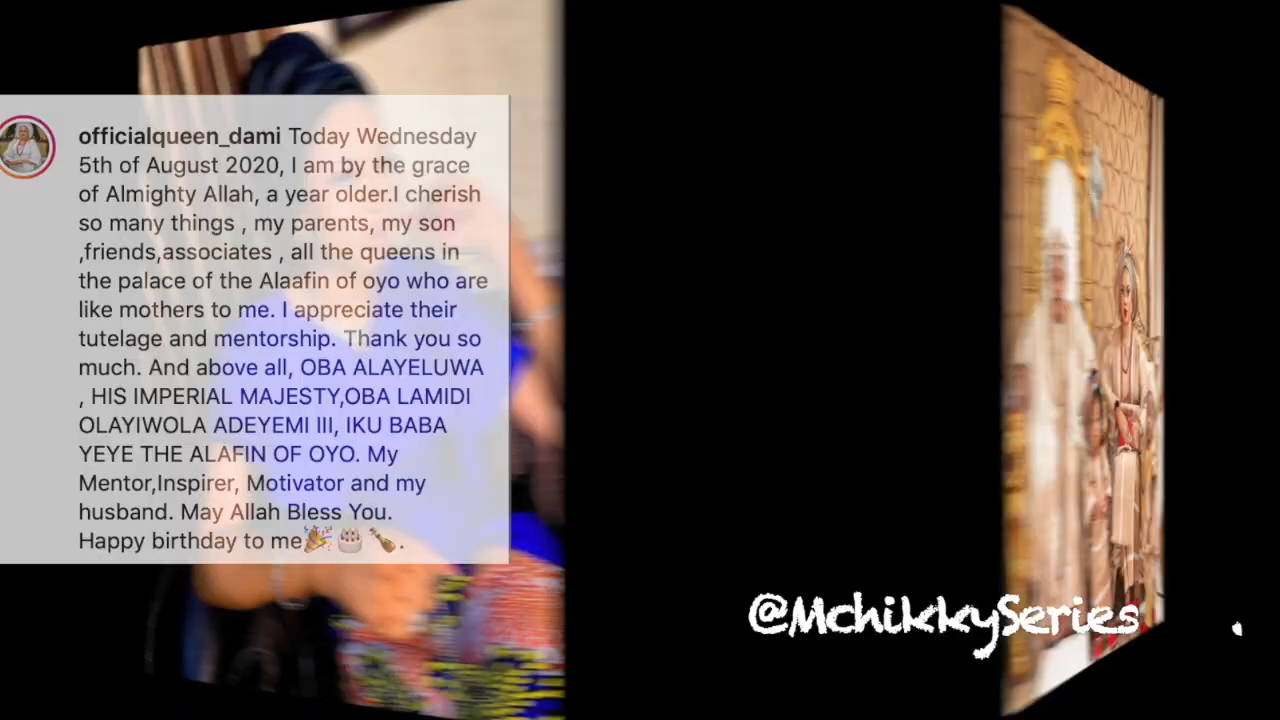 officialqueen_dami Today Wednesday
5th of August 2020, I am by the grace
of Almighty Allah, a year older.I cherish
so many things , my parents, my son
,friends,associates , all the queens in
the palace of the Alaafin of oyo who are
like mothers to me. I appreciate their
tutelage and mentorship. Thank you so
much. And above all, OBA ALAYELUWA
, HIS IMPERIAL MAJESTY,OBA LAMIDI
OLAYIWOLA ADEYEMI III, IKU BABA
YEYE THE ALAFIN OF OYO. My
Mentor,Inspirer, Motivator and my
husband. May Allah Bless You.
Happy birthday to me🎉🎂🍾.
@MchikkySeries